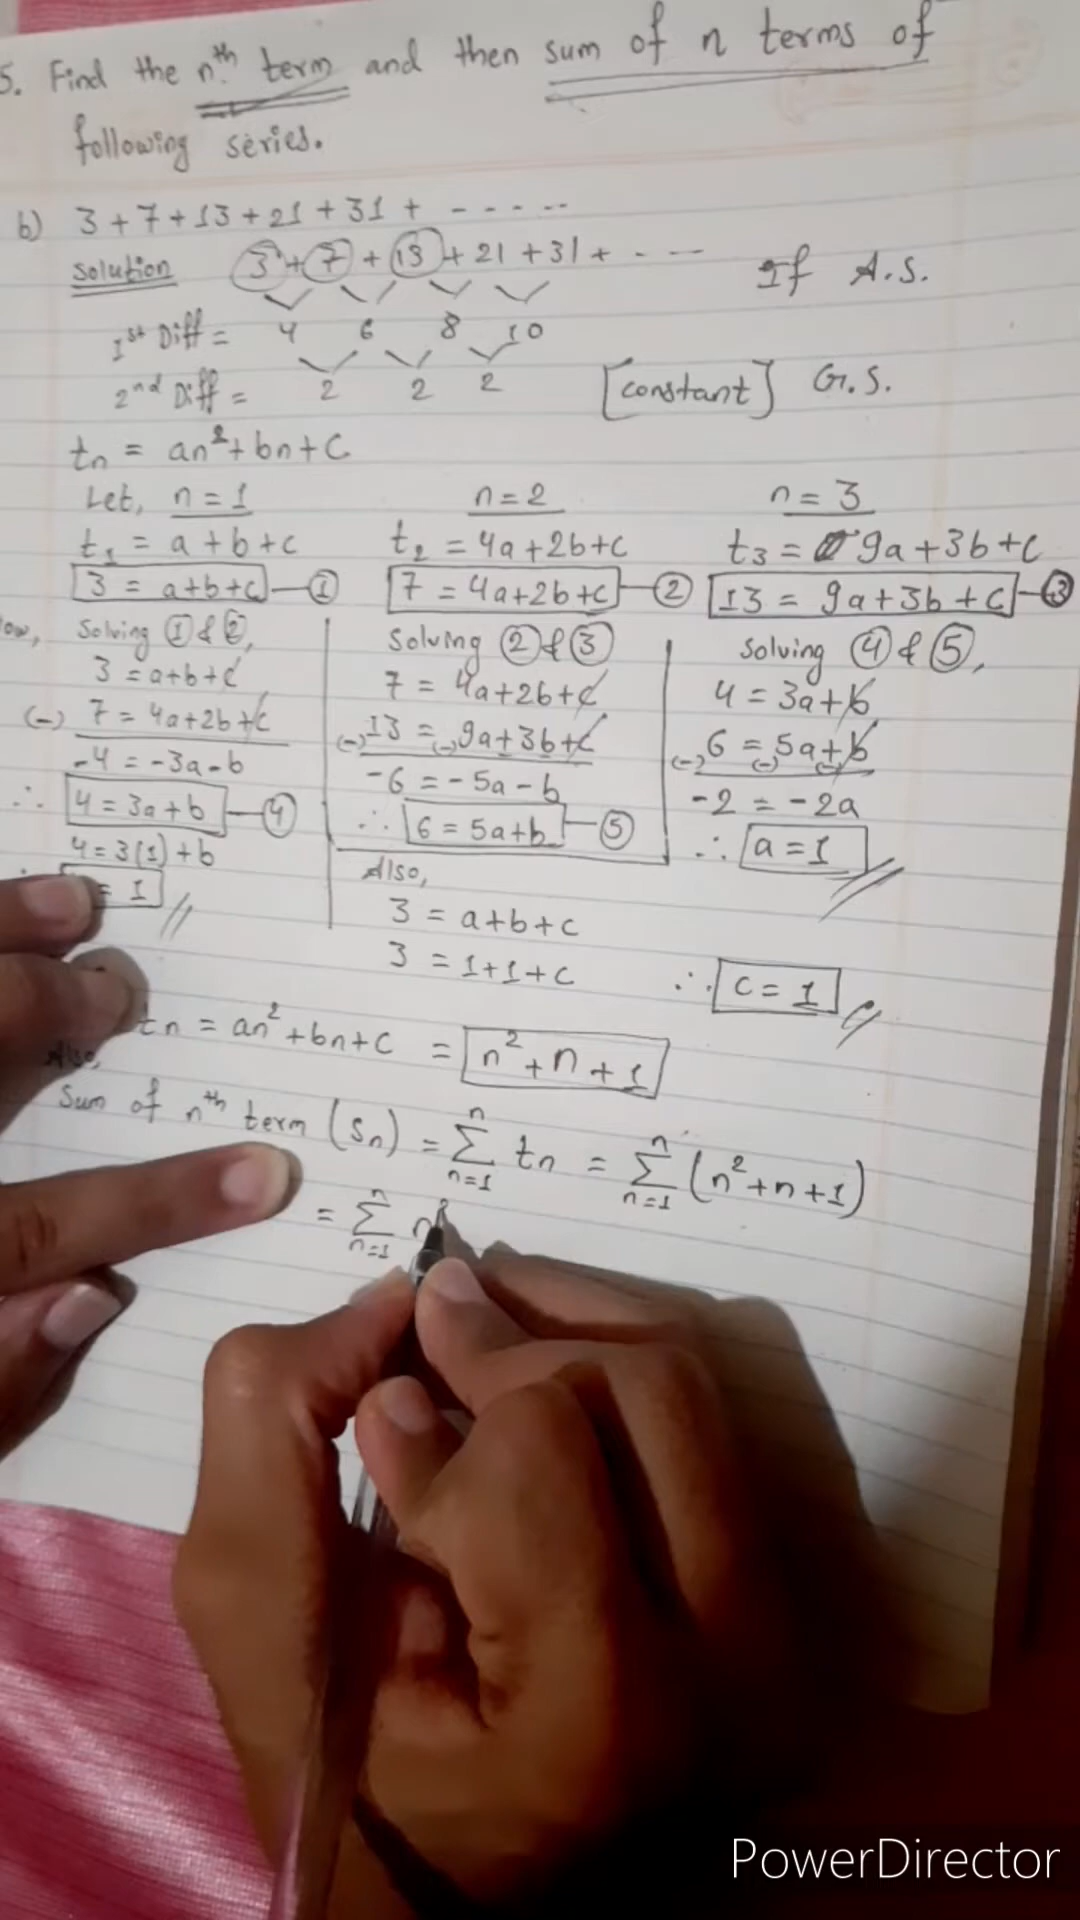 5. Find the nth term and then sum of n terms of
following series.
b) 3 + 7 + 13 + 21 + 31 + - - - - -
Solution 3 + 7 + 13 + 21 + 31 + - - -
If A.S.
1st Diff = 4 6 8 10
2nd Diff = 2 2 2 [constant] G.S.
tn = an² + bn + c
Let, n = 1 n = 2 n = 3
t1 = a + b + c t2 = 4a + 2b + c t3 = 9a + 3b + c
3 = a + b + c — ① 7 = 4a + 2b + c — ② 13 = 9a + 3b + c — ③
Solving ① & ②, Solving ② & ③ Solving ④ & ⑤,
3 = a + b + c 7 = 4a + 2b + c 4 = 3a + b
(-) 7 = 4a + 2b + c (-) 13 = (-) 9a + 3b + c (-) 6 = 5a + b
(-) (-)
-4 = -3a - b -6 = -5a - b -2 = -2a
∴ 4 = 3a + b — ④ ∴ 6 = 5a + b — ⑤ ∴ a = 1
4 = 3(1) + b Also,
= 1 3 = a + b + c
3 = 1 + 1 + c ∴ c = 1
tn = an² + bn + c = n² + n + 1
Also,
Sum of nth term (Sn) = ∑ n=1 n tn = ∑ n=1 n (n² + n + 1)
= ∑ n=1 n n
PowerDirector